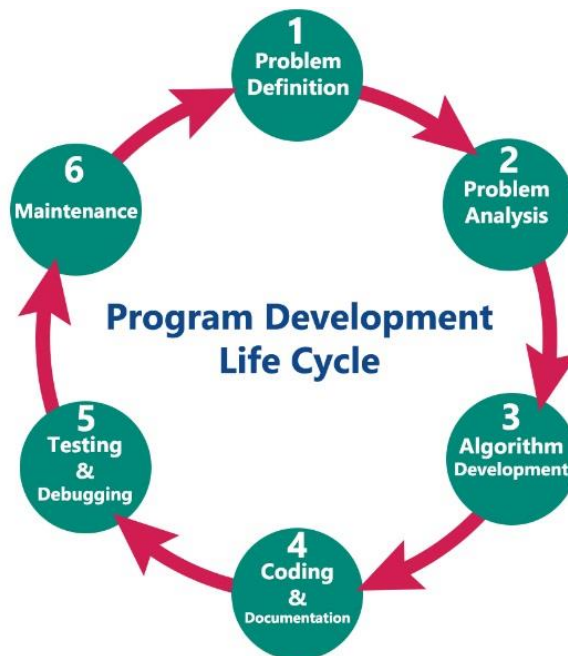 1
Problem
Definition
2
Problem
Analysis
3
Algorithm
Development
4
Coding
&
Documentation
5
Testing
&
Debugging
6
Maintenance
Program Development
Life Cycle